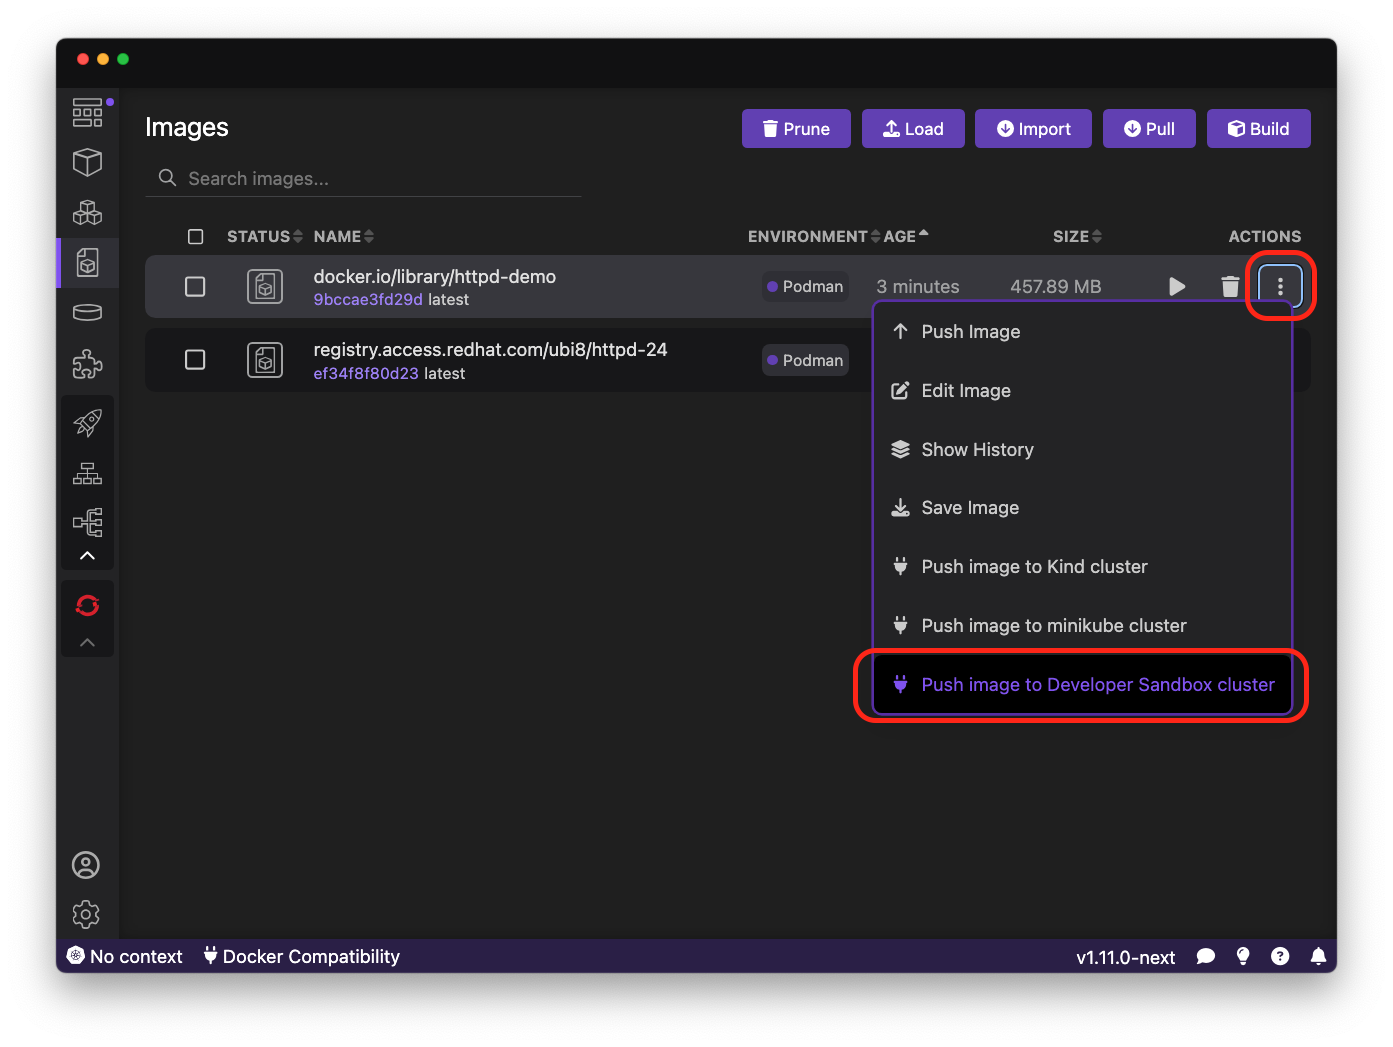 Images
Prune Load Import Pull Build
Search images...
STATUS NAME ENVIRONMENT AGE SIZE ACTIONS
docker.io/library/httpd-demo
9bccae3fd29d latest
Podman 3 minutes 457.89 MB
registry.access.redhat.com/ubi8/httpd-24
ef34f8f80d23 latest
Podman
Push Image
Edit Image
Show History
Save Image
Push image to Kind cluster
Push image to minikube cluster
Push image to Developer Sandbox cluster
No context Docker Compatibility v1.11.0-next